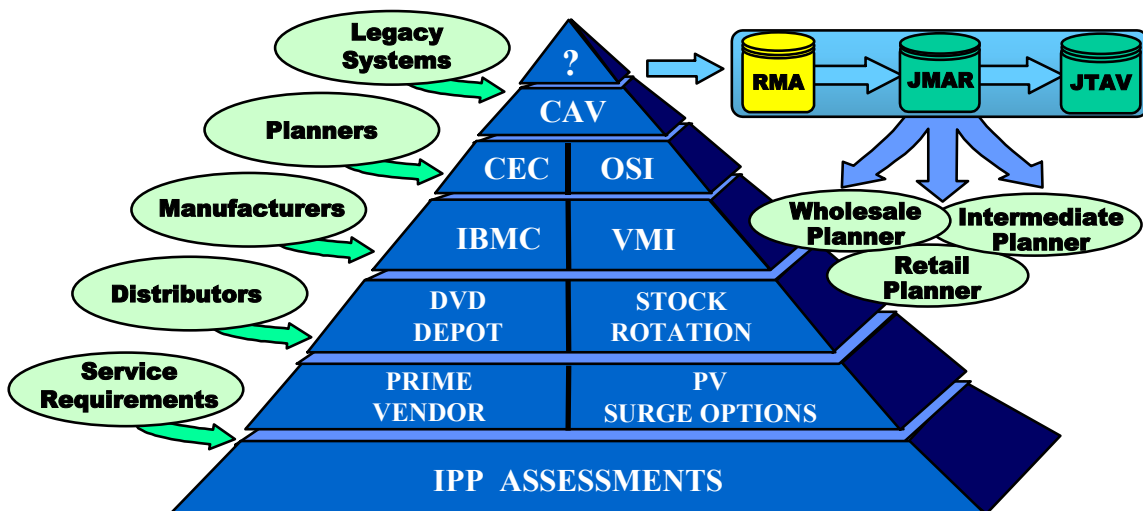 Legacy
Systems
Planners
Manufacturers
Distributors
Service
Requirements
?
CAV
CEC
OSI
IBMC
VMI
DVD
DEPOT
STOCK
ROTATION
PRIME
VENDOR
PV
SURGE OPTIONS
IPP ASSESSMENTS
RMA
JMAR
JTAV
Wholesale
Planner
Intermediate
Planner
Retail
Planner